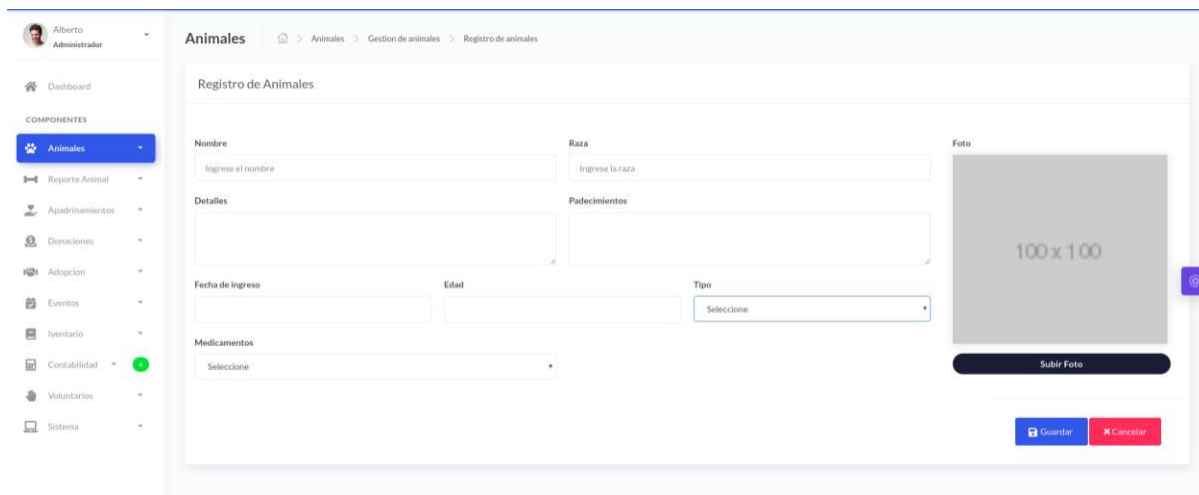 Alberto
Administrador
Dashboard
COMPONENTES
Animales
Reporte Animal
Apadrinamientos
Donaciones
Adopcion
Eventos
Iventario
Contabilidad
Voluntarios
Sistema
Animales > Animales > Gestion de animales > Registro de animales
Registro de Animales
Nombre Raza Foto
Ingrese el nombre Ingrese la raza
Detalles Padecimientos
100 x 100
Fecha de ingreso Edad Tipo
Seleccione
Medicamentos
Seleccione
Subir Foto
Guardar Cancelar